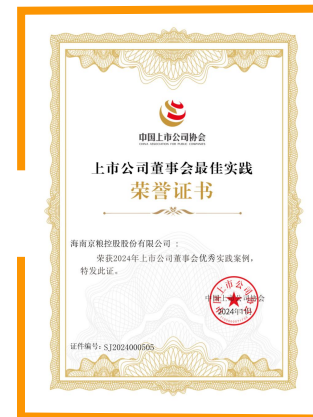 中国上市公司协会
CHINA ASSOCIATION FOR PUBLIC COMPANIES
上市公司董事会最佳实践
荣誉证书
海南京粮控股股份有限公司：
荣获2024年上市公司董事会优秀实践案例，
特发此证。
中国上市公司协会
2024年11月
证件编号：SJ2024000505